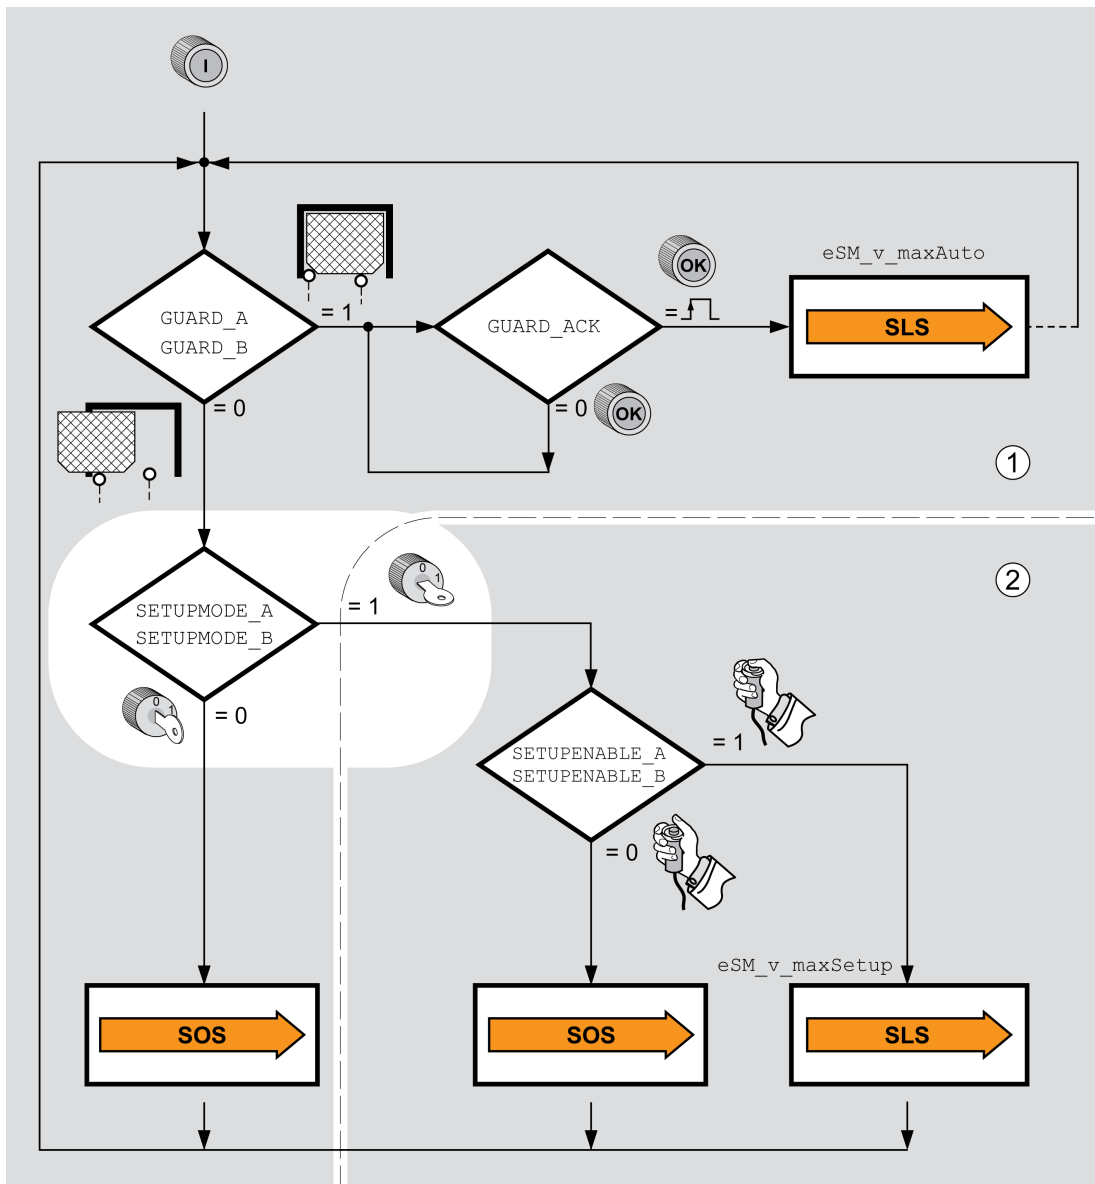 I
eSM_v_maxAuto
OK
GUARD_A
GUARD_B
= 1
GUARD_ACK
=
SLS
= 0
= 0
OK
1
2
0
1
SETUPMODE_A
SETUPMODE_B
= 1
0
1
= 0
SETUPENABLE_A
SETUPENABLE_B
= 1
= 0
eSM_v_maxSetup
SOS
SOS
SLS